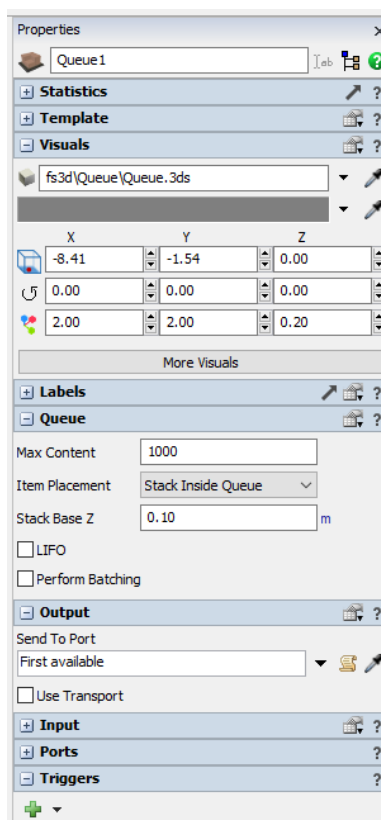 Properties
Queue1
Statistics
Template
Visuals
fs3d\Queue\Queue.3ds
X Y Z
-8.41 -1.54 0.00
0.00 0.00 0.00
2.00 2.00 0.20
More Visuals
Labels
Queue
Max Content 1000
Item Placement Stack Inside Queue
Stack Base Z 0.10 m
LIFO
Perform Batching
Output
Send To Port
First available
Use Transport
Input
Ports
Triggers